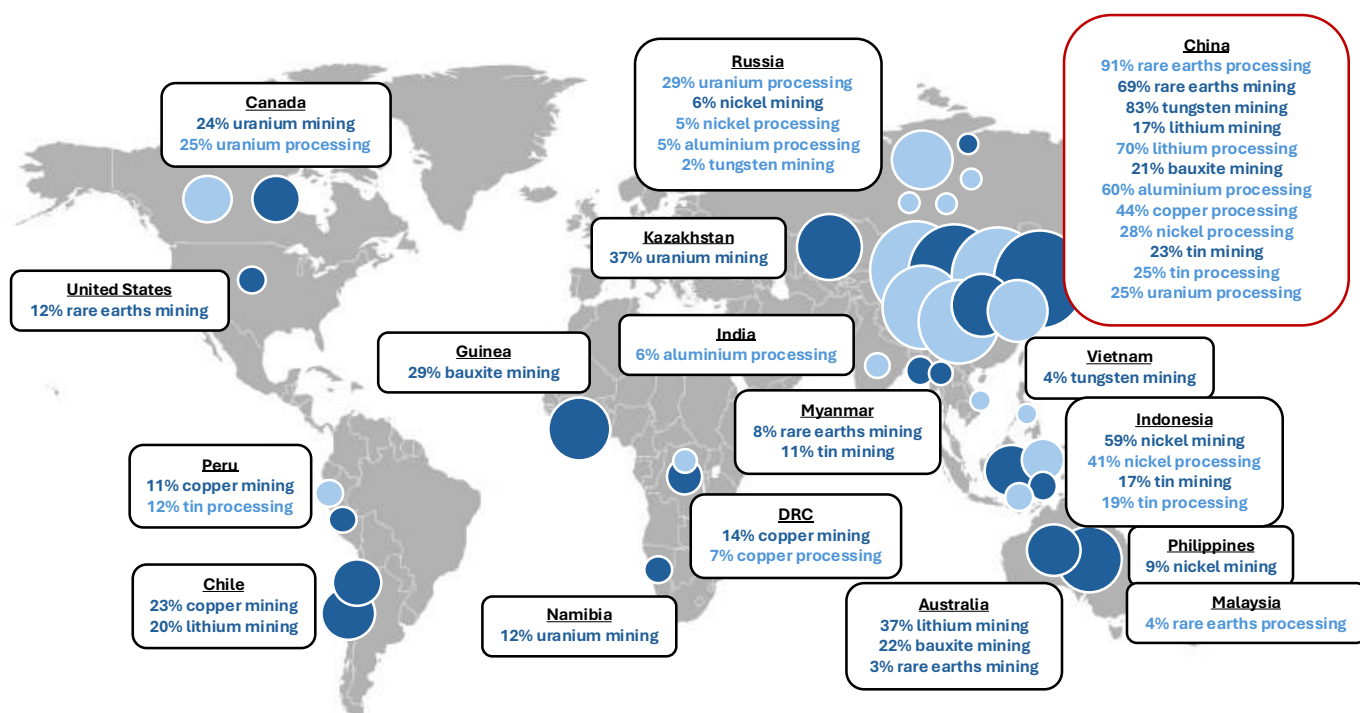 Canada
24% uranium mining
25% uranium processing
United States
12% rare earths mining
Russia
29% uranium processing
6% nickel mining
5% nickel processing
5% aluminium processing
2% tungsten mining
China
91% rare earths processing
69% rare earths mining
83% tungsten mining
17% lithium mining
70% lithium processing
21% bauxite mining
60% aluminium processing
44% copper processing
28% nickel processing
23% tin mining
25% tin processing
25% uranium processing
Kazakhstan
37% uranium mining
India
6% aluminium processing
Guinea
29% bauxite mining
Vietnam
4% tungsten mining
Myanmar
8% rare earths mining
11% tin mining
Indonesia
59% nickel mining
41% nickel processing
17% tin mining
19% tin processing
Peru
11% copper mining
12% tin processing
DRC
14% copper mining
7% copper processing
Philippines
9% nickel mining
Chile
23% copper mining
20% lithium mining
Namibia
12% uranium mining
Australia
37% lithium mining
22% bauxite mining
3% rare earths mining
Malaysia
4% rare earths processing